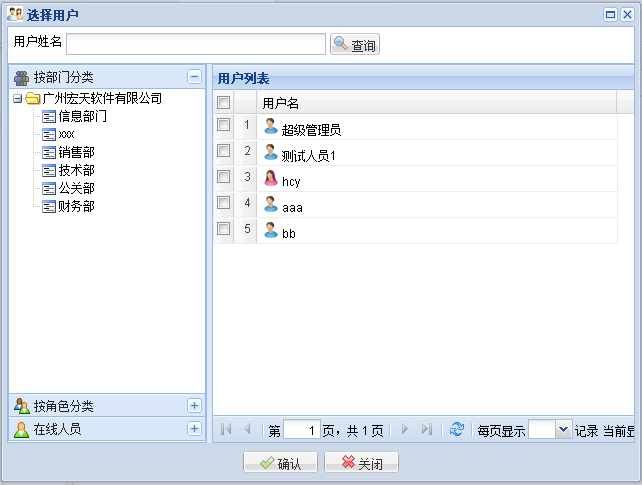 选择用户
用户姓名 查询
按部门分类
广州宏天软件有限公司
信息部门
xxx
销售部
技术部
公关部
财务部
按角色分类
在线人员
用户列表
用户名
1 超级管理员
2 测试人员1
3 hcy
4 aaa
5 bb
第 1 页，共 1 页 每页显示 记录 当前显
确认 关闭